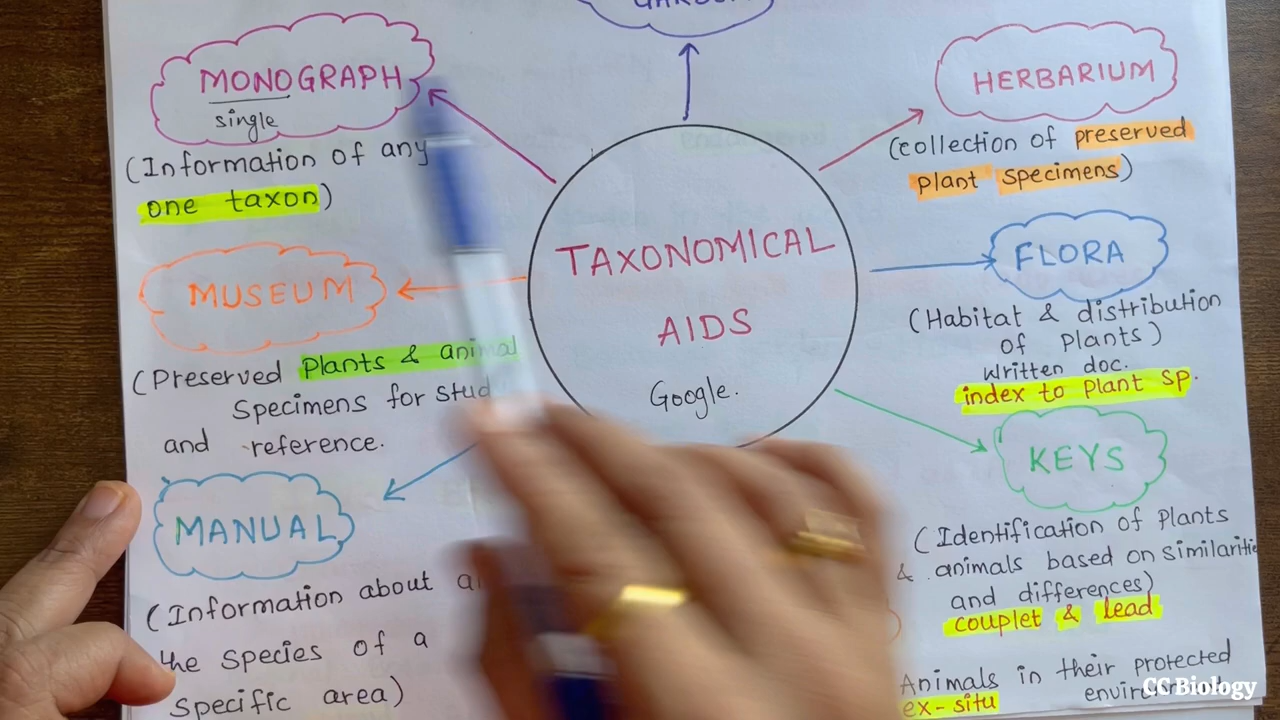 MONOGRAPH
single
(Information of any
one taxon)
MUSEUM
(Preserved Plants & animal
Specimens for
and reference.
MANUAL
(Information about
the species of a
specific area)
TAXONOMICAL
AIDS
Google.
HERBARIUM
(collection of preserved
plant specimens)
FLORA
(Habitat & distribution
of Plants)
written doc.
index to Plant sp.
KEYS
(Identification of Plants
& animals based on
and differences)
couplet & lead
Animals in their protected
ex-situ
CC Biology